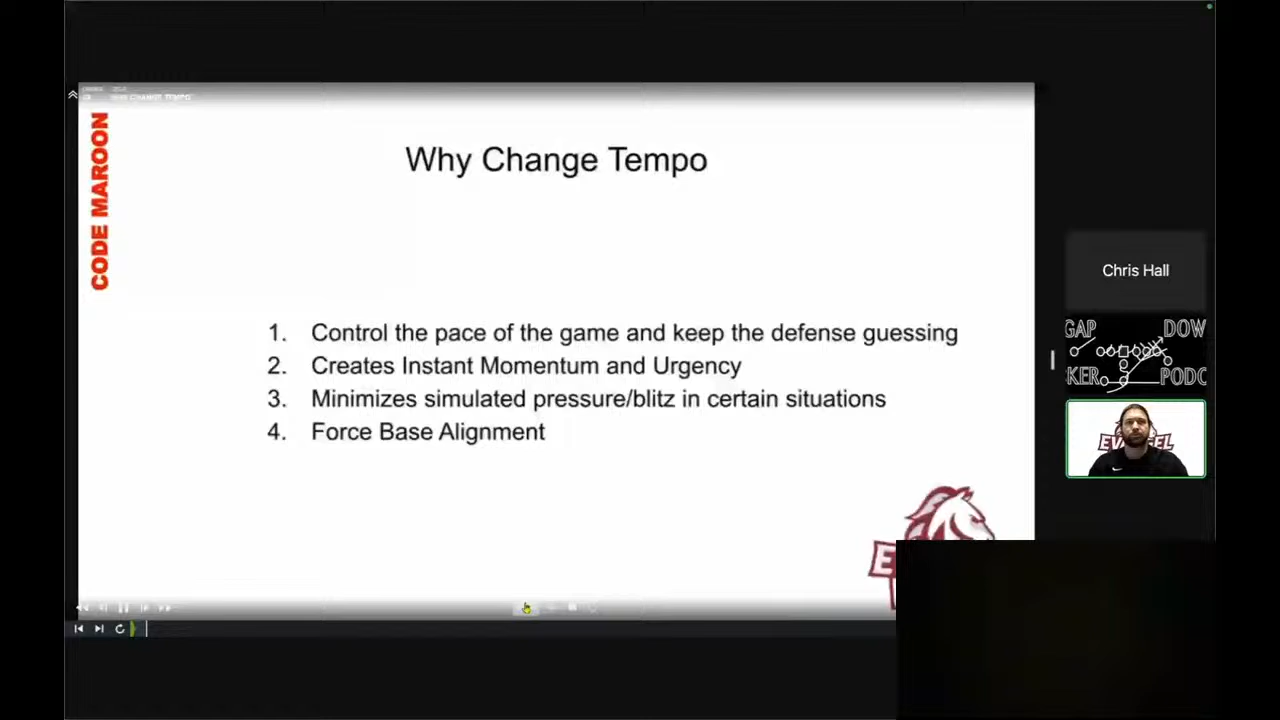 CODE MAROON
Why Change Tempo
1. Control the pace of the game and keep the defense guessing
2. Creates Instant Momentum and Urgency
3. Minimizes simulated pressure/blitz in certain situations
4. Force Base Alignment
Chris Hall
GAP DOW
KER PODC